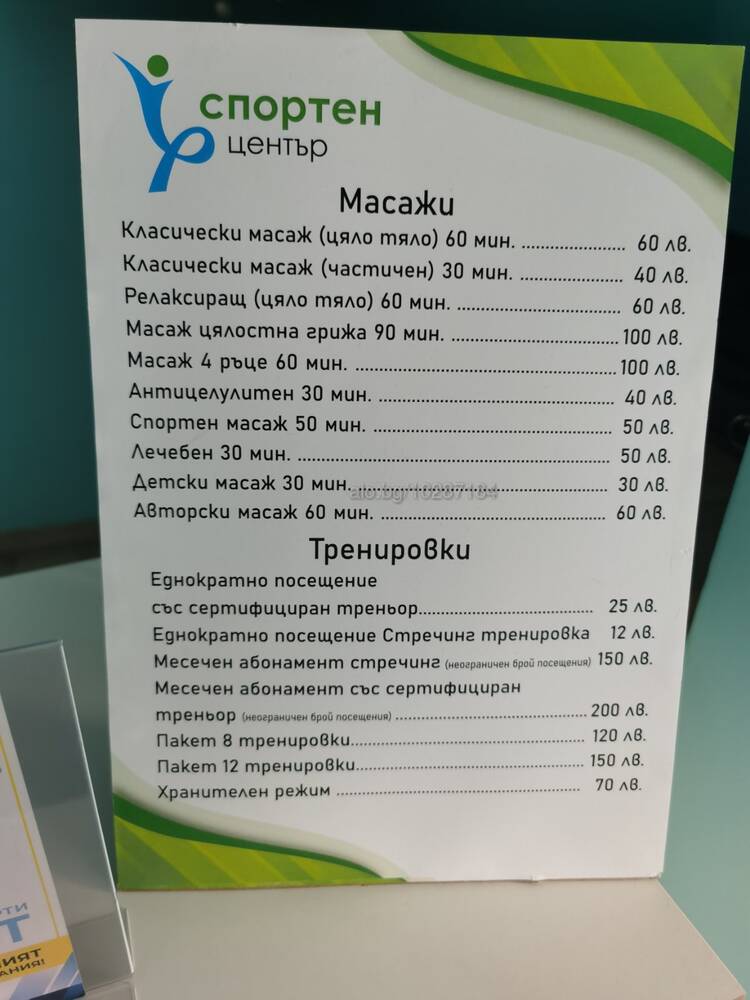 спортен
център
Масажи
Класически масаж (цяло тяло) 60 мин. ........................ 60 лв.
Класически масаж (частичен) 30 мин. ........................ 40 лв.
Релаксиращ (цяло тяло) 60 мин. ........................ 60 лв.
Масаж цялостна грижа 90 мин. ........................ 100 лв.
Масаж 4 ръце 60 мин. ........................ 100 лв.
Антицелулитен 30 мин. ........................ 40 лв.
Спортен масаж 50 мин. ........................ 50 лв.
Лечебен 30 мин. ........................ 50 лв.
Детски масаж 30 мин. ........................ 30 лв.
Авторски масаж 60 мин. ........................ 60 лв.
Тренировки
Еднократно посещение
със сертифициран треньор........................ 25 лв.
Еднократно посещение Стречинг тренировка 12 лв.
Месечен абонамент стречинг (неограничен брой посещения) 150 лв.
Месечен абонамент със сертифициран
треньор (неограничен брой посещения) ........................ 200 лв.
Пакет 8 тренировки........................ 120 лв.
Пакет 12 тренировки........................ 150 лв.
Хранителен режим ........................ 70 лв.